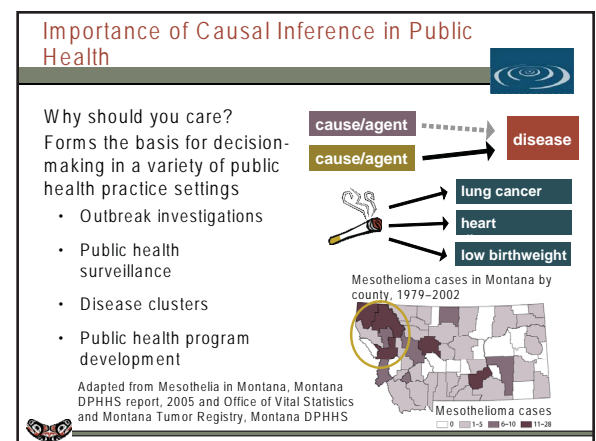 Importance of Causal Inference in Public
Health
Why should you care?
Forms the basis for decision-
making in a variety of public
health practice settings
• Outbreak investigations
• Public health
surveillance
• Disease clusters
• Public health program
development
Adapted from Mesothelia in Montana, Montana
DPHHS report, 2005 and Office of Vital Statistics
and Montana Tumor Registry, Montana DPHHS
cause/agent
cause/agent
disease
lung cancer
heart
low birthweight
Mesothelioma cases in Montana by
county, 1979–2002
Mesothelioma cases
0 1–5 6–10 11–28